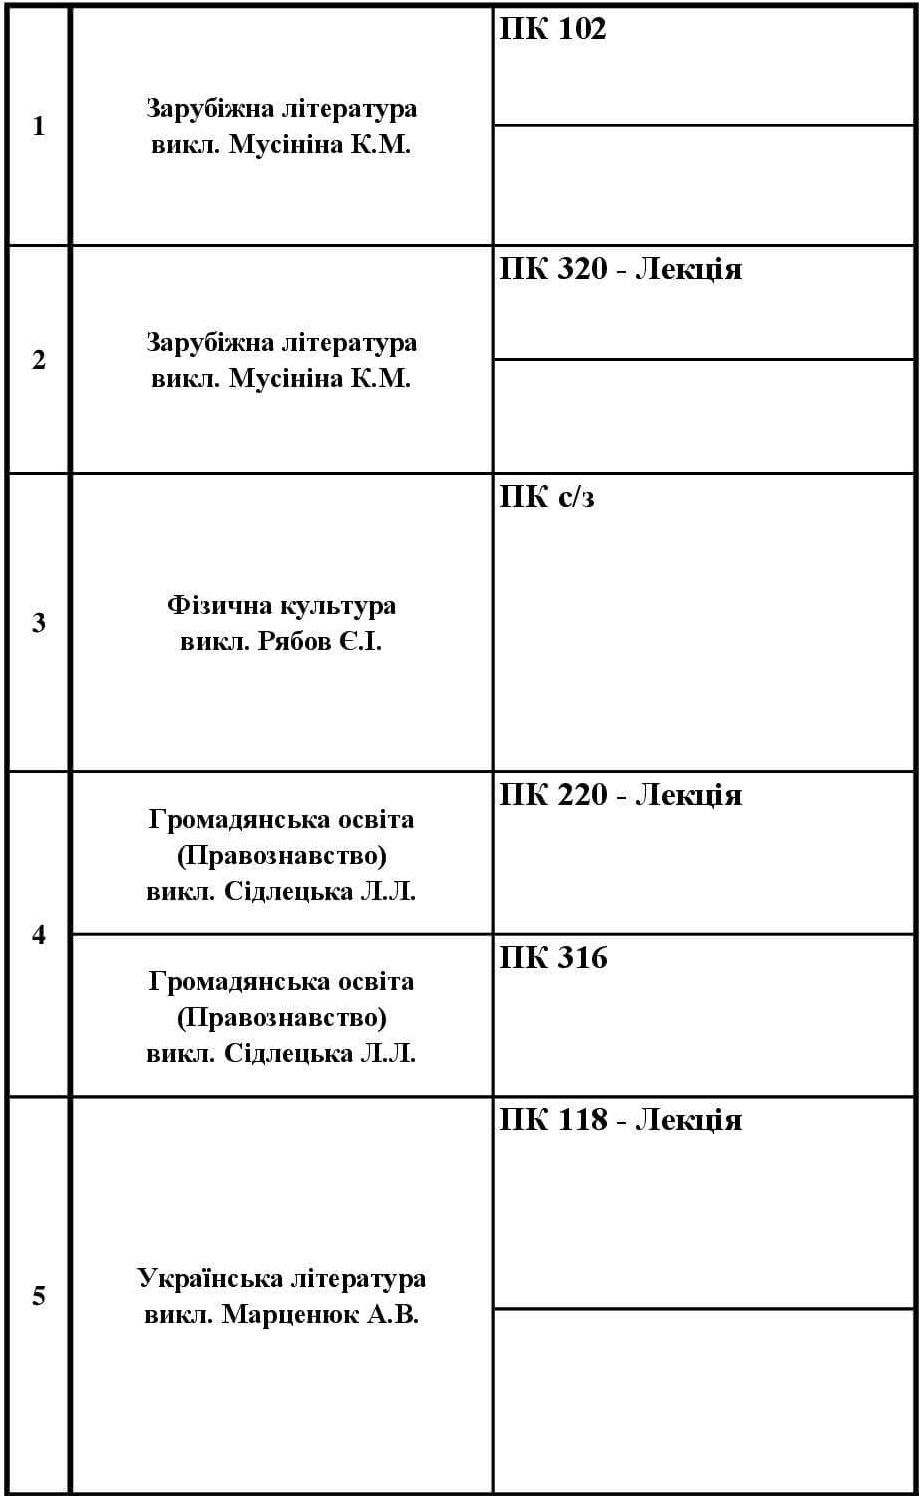 1
Зарубіжна література
викл. Мусініна К.М.
ПК 102
2
Зарубіжна література
викл. Мусініна К.М.
ПК 320 - Лекція
3
Фізична культура
викл. Рябов Є.І.
ПК с/з
4
Громадянська освіта
(Правознавство)
викл. Сідлецька Л.Л.
ПК 220 - Лекція
Громадянська освіта
(Правознавство)
викл. Сідлецька Л.Л.
ПК 316
5
Українська література
викл. Марценюк А.В.
ПК 118 - Лекція